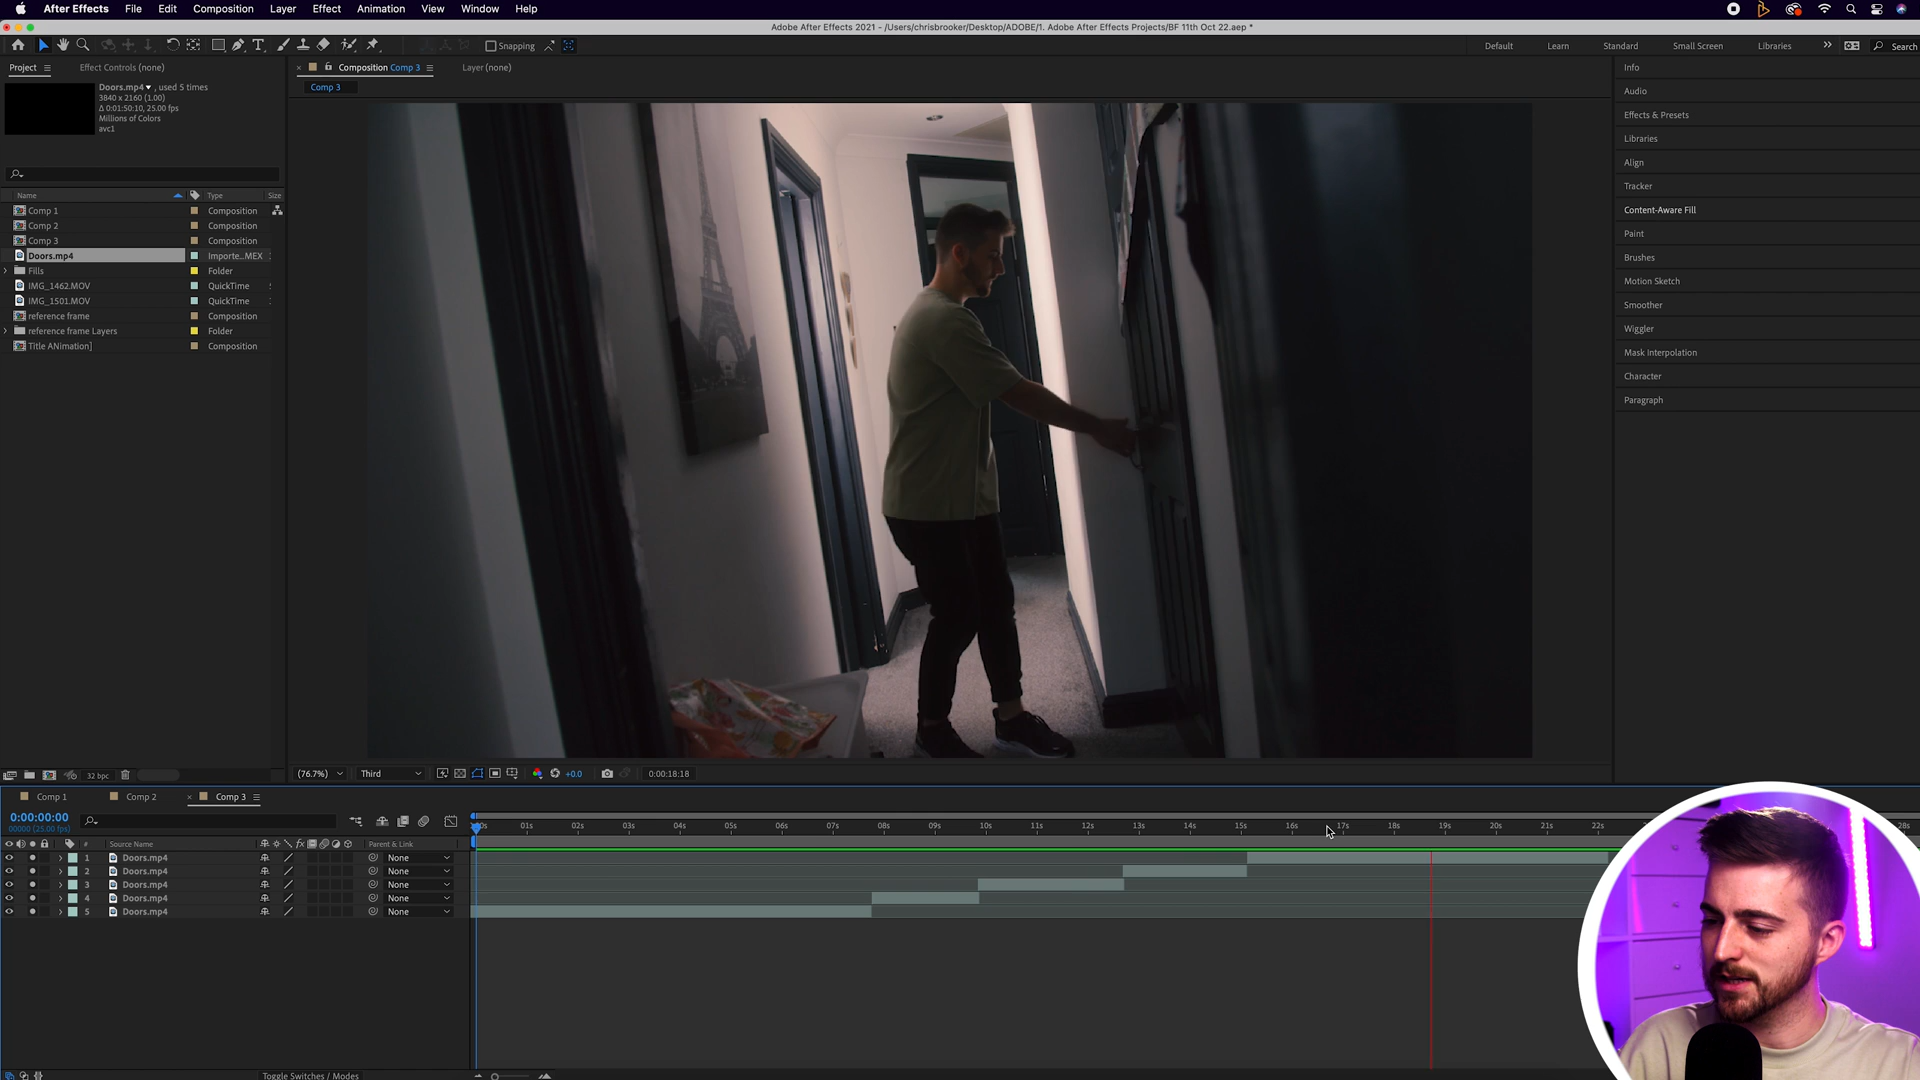 After Effects File Edit Composition Layer Effect Animation View Window Help
Adobe After Effects 2021 - /Users/chrisbrooker/Desktop/ADOBE/1. Adobe After Effects Projects/BF 11th Oct 22.aep *
Snapping
Default Learn Standard Small Screen Libraries Search
Project Effect Controls (none)
Composition Comp 3 Layer (none)
Comp 3
Doors.mp4 , used 5 times
3840 x 2160 (1.00)
Δ 0:01:50:10, 25.00 fps
Millions of Colors
avc1
Name Type Size
Comp 1 Composition
Comp 2 Composition
Comp 3 Composition
Doors.mp4 Importe...MEX
Fills Folder
IMG_1462.MOV QuickTime
IMG_1501.MOV QuickTime
reference frame Composition
reference frame Layers Folder
Title ANimation] Composition
Info
Audio
Effects & Presets
Libraries
Align
Tracker
Content-Aware Fill
Paint
Brushes
Motion Sketch
Smoother
Wiggler
Mask Interpolation
Character
Paragraph
32 bpc
(76.7%) Third +0.0 0:00:18:18
Comp 1 Comp 2 Comp 3
0:00:00:00
00000 (25.00 fps)
01s 02s 03s 04s 05s 06s 07s 08s 09s 10s 11s 12s 13s 14s 15s 16s 17s 18s 19s 20s 21s 22s 28s
# Source Name fx Parent & Link
1 Doors.mp4 None
2 Doors.mp4 None
3 Doors.mp4 None
4 Doors.mp4 None
5 Doors.mp4 None
Toggle Switches / Modes